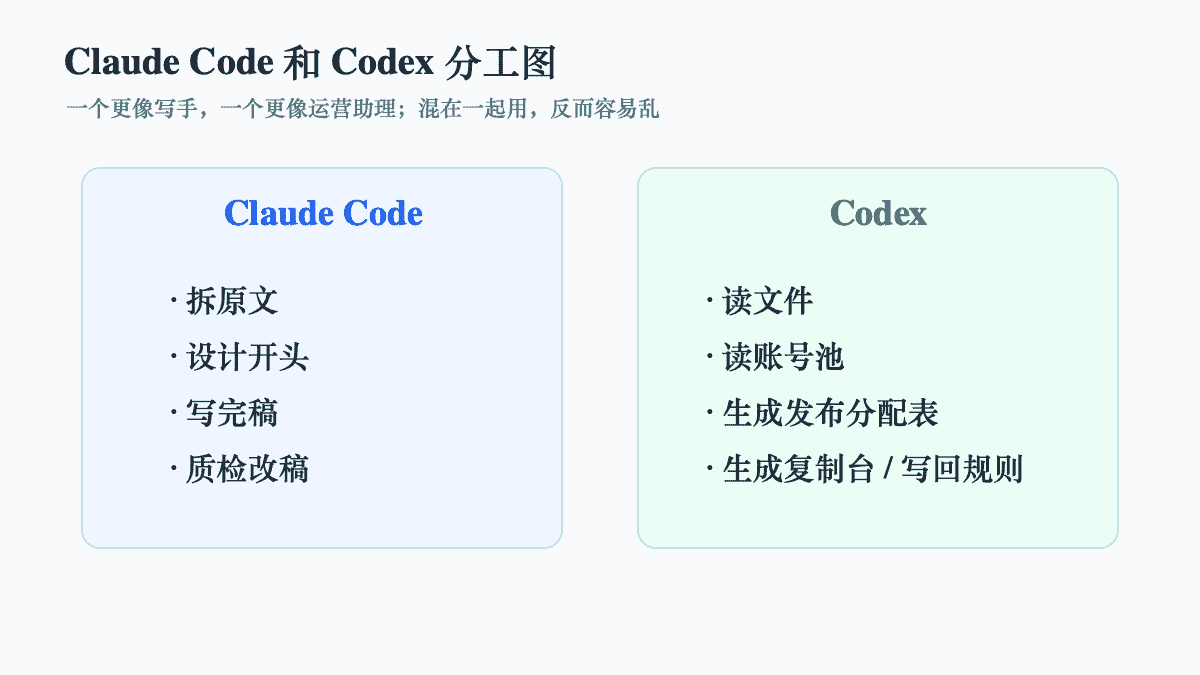 Claude Code 和 Codex 分工图
一个更像写手，一个更像运营助理；混在一起用，反而容易乱
Claude Code
· 拆原文
· 设计开头
· 写完稿
· 质检改稿
Codex
· 读文件
· 读账号池
· 生成发布分配表
· 生成复制台 / 写回规则